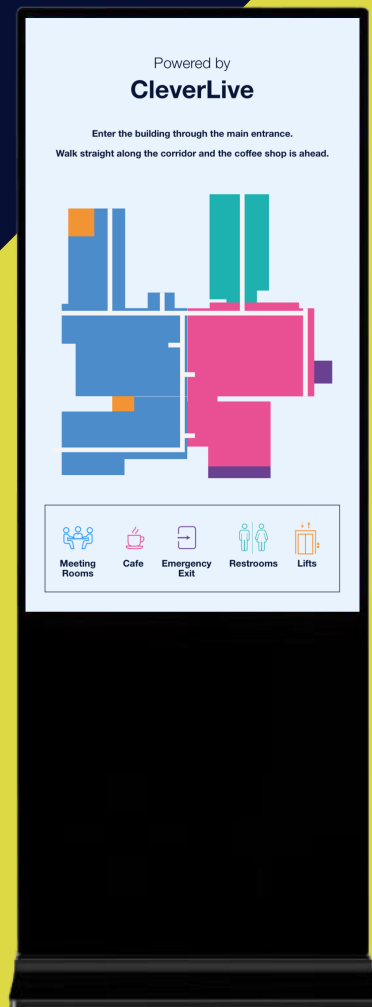 Powered by
CleverLive
Enter the building through the main entrance.
Walk straight along the corridor and the coffee shop is ahead.
Meeting
Rooms
Cafe
Emergency
Exit
Restrooms
Lifts